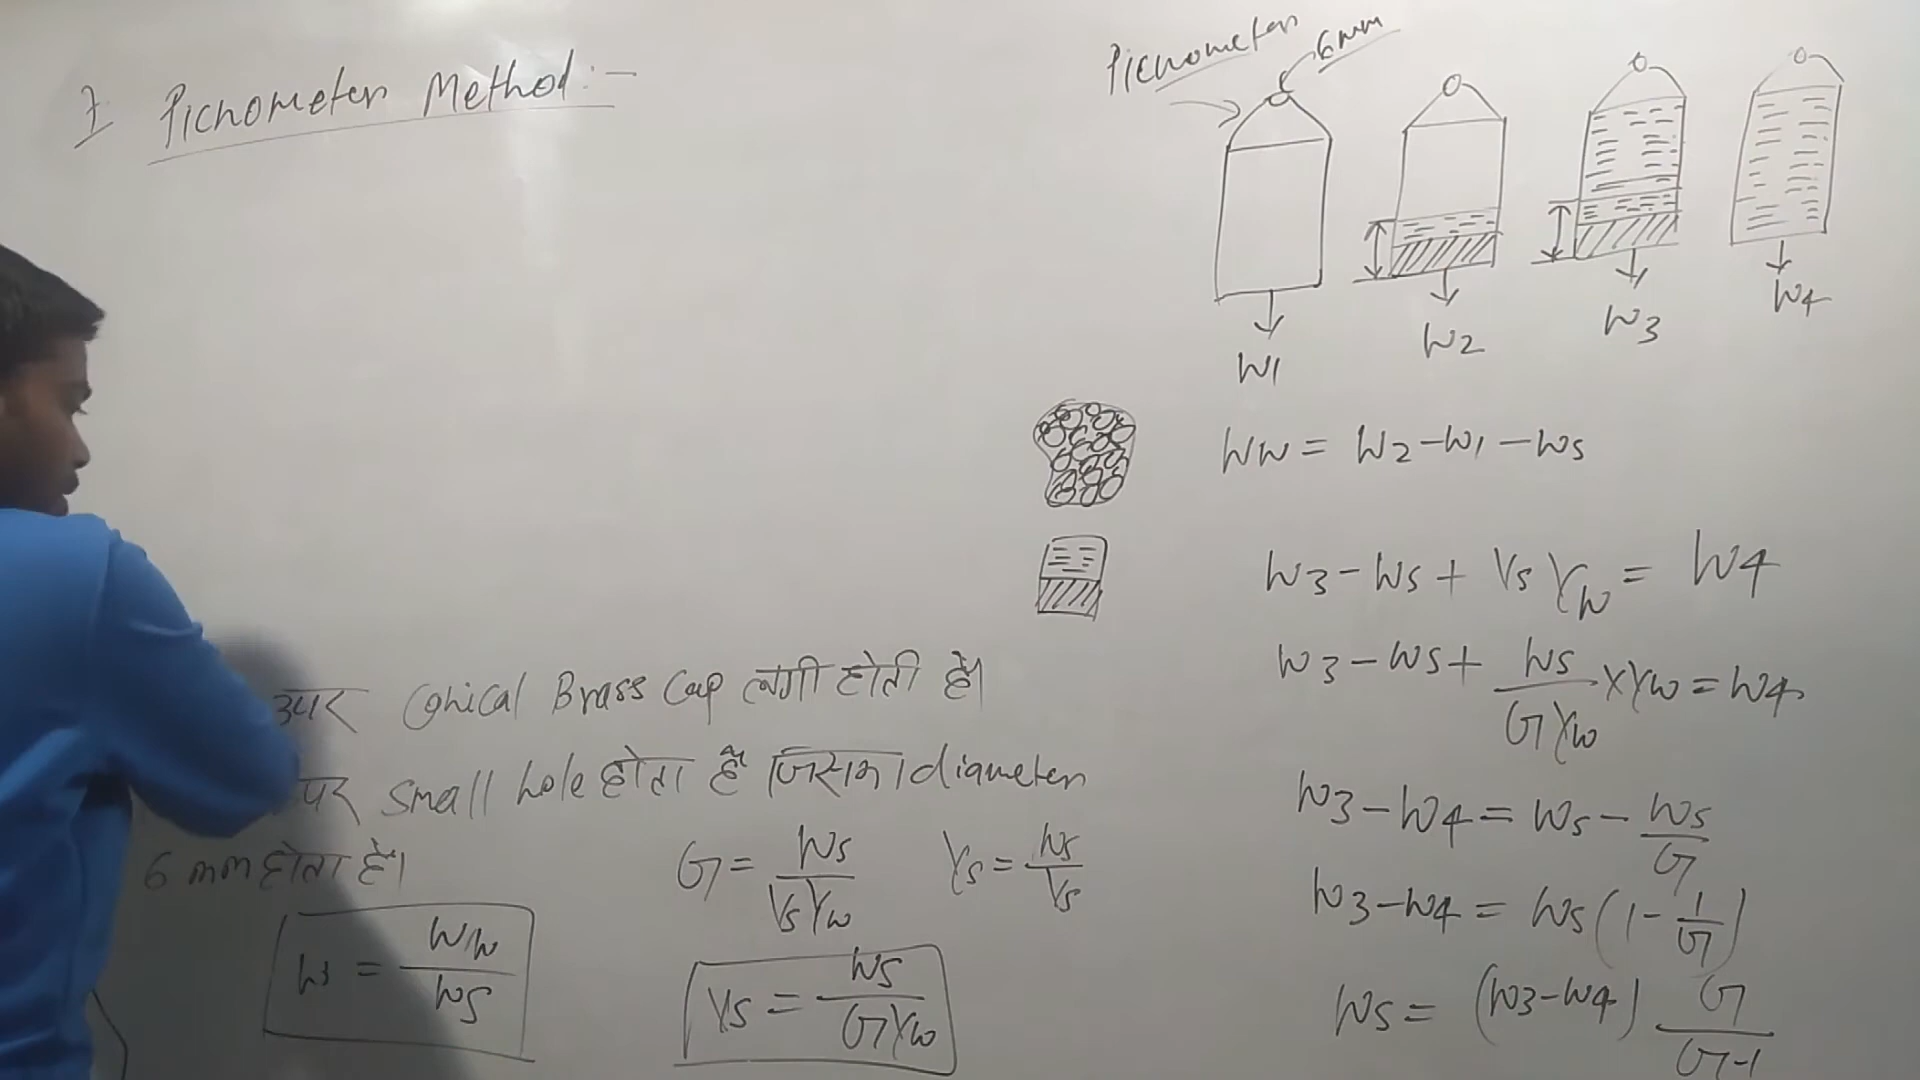 I Picnometer Method:-
Picnometer
6mm
W1
W2
W3
W4
Ww = W2-W1-Ws
W3-Ws+ Vs γw = W4
W3-Ws+ Ws/Gγw ×γw = W4
W3-W4 = Ws - Ws/G
W3-W4 = Ws (1 - 1/G)
Ws = (W3-W4) G/G-1
उपर Conical Brass Cap लगी होती है।
पर small hole होता है जिसका diameter
6 mm होता है।
G = Ws/Vsγw
γs = Ws/Vs
w = Ww/Ws
Vs = Ws/Gγw